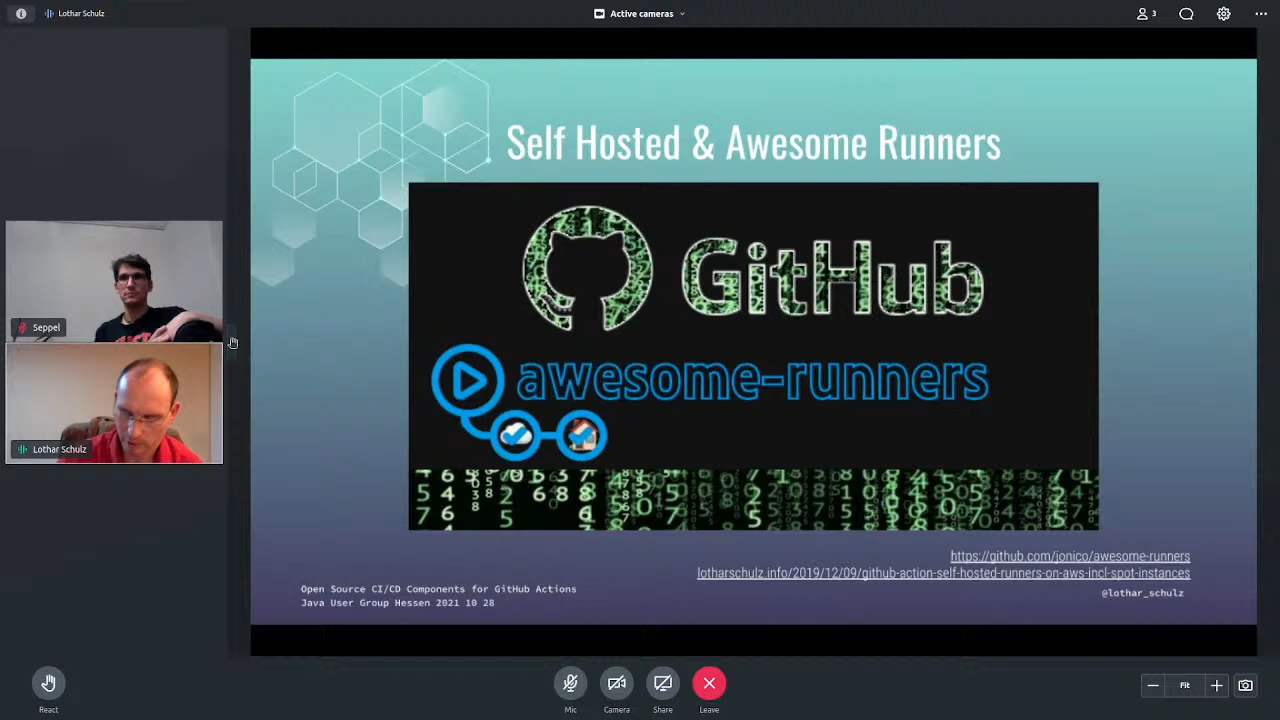 Lothar Schulz
Active cameras
3
Self Hosted & Awesome Runners
GitHub
awesome-runners
Seppel
Lothar Schulz
https://github.com/jonico/awesome-runners
lotharschulz.info/2019/12/09/github-action-self-hosted-runners-on-aws-incl-spot-instances
Open Source CI/CD Components for GitHub Actions
Java User Group Hessen 2021 10 28
@lothar_schulz
React
Mic
Camera
Share
Leave
Fit